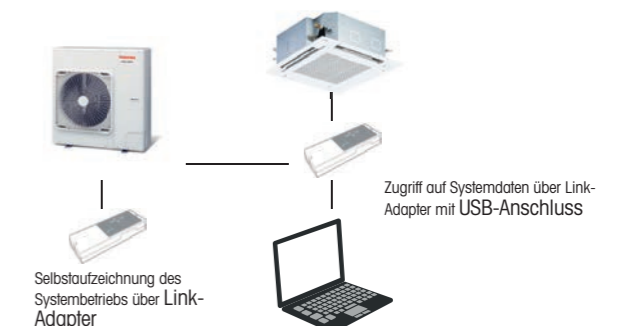 Zugriff auf Systemdaten über Link-
Adapter mit USB-Anschluss
Selbstaufzeichnung des
Systembetriebs über Link-
Adapter